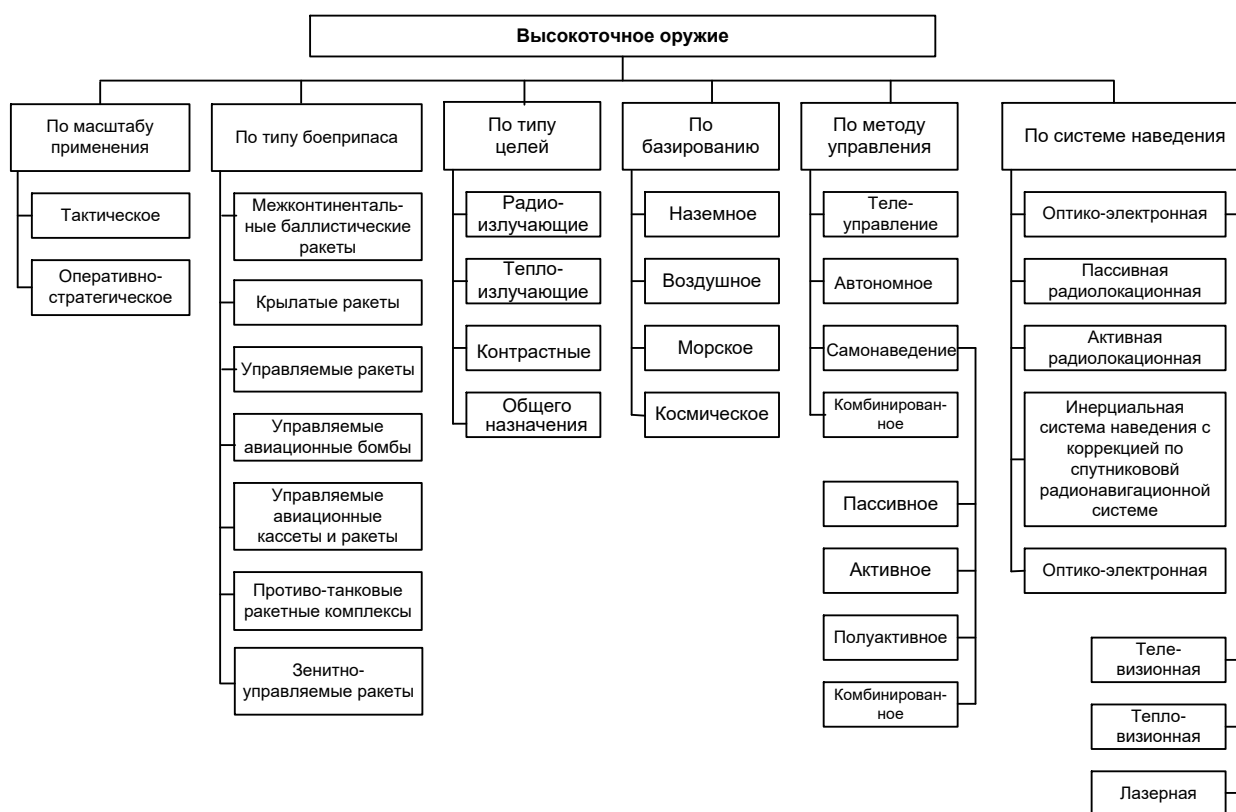 Высокоточное оружие
По масштабу
применения
Тактическое
Оперативно-
стратегическое
По типу боеприпаса
Межконтиненталь-
ные баллистические
ракеты
Крылатые ракеты
Управляемые ракеты
Управляемые
авиационные бомбы
Управляемые
авиационные
кассеты и ракеты
Противо-танковые
ракетные комплексы
Зенитно-
управляемые ракеты
По типу
целей
Радио-
излучающие
Тепло-
излучающие
Контрастные
Общего
назначения
По
базированию
Наземное
Воздушное
Морское
Космическое
По методу
управления
Теле-
управление
Автономное
Самонаведение
Комбинирован-
ное
Пассивное
Активное
Полуактивное
Комбинирован-
ное
По системе наведения
Оптико-электронная
Пассивная
радиолокационная
Активная
радиолокационная
Инерциальная
система наведения с
коррекцией по
спутникововй
радионавигационной
системе
Оптико-электронная
Теле-
визионная
Тепло-
визионная
Лазерная